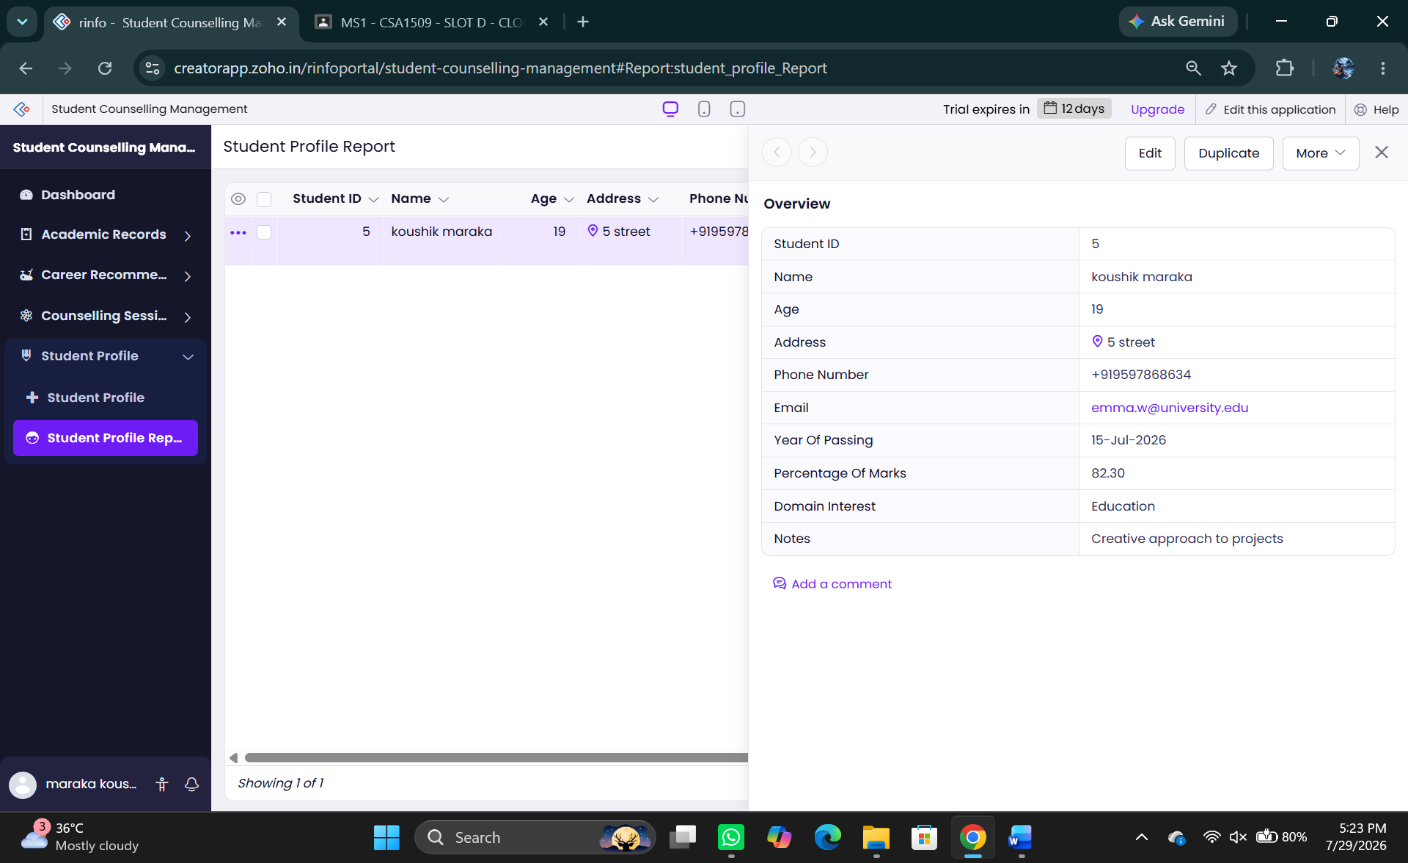 rinfo - Student Counselling Ma
MS1 - CSA1509 - SLOT D - CLO
Ask Gemini
creatorapp.zoho.in/rinfoportal/student-counselling-management#Report:student_profile_Report
Student Counselling Management
Trial expires in 12 days Upgrade Edit this application Help
Student Counselling Mana...
Dashboard
Academic Records
Career Recomme...
Counselling Sessi...
Student Profile
Student Profile
Student Profile Rep...
maraka kous...
Student Profile Report
Student ID Name Age Address Phone Nu
5 koushik maraka 19 5 street +9195978
Showing 1 of 1
Edit Duplicate More
Overview
Student ID 5
Name koushik maraka
Age 19
Address 5 street
Phone Number +919597868634
Email emma.w@university.edu
Year Of Passing 15-Jul-2026
Percentage Of Marks 82.30
Domain Interest Education
Notes Creative approach to projects
Add a comment
3
36°C
Mostly cloudy
Search
80%
5:23 PM
7/29/2026